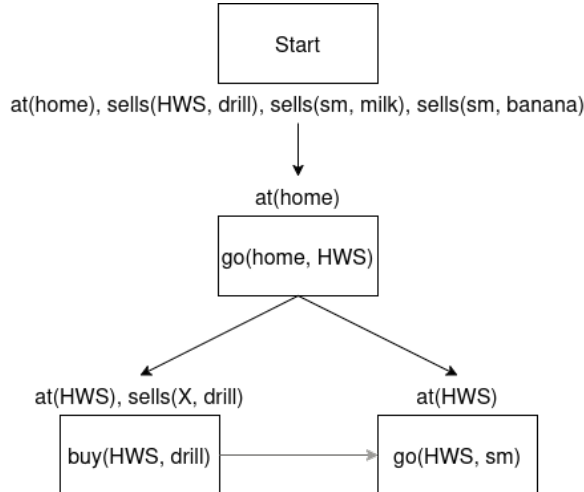 Start
at(home), sells(HWS, drill), sells(sm, milk), sells(sm, banana)
at(home)
go(home, HWS)
at(HWS), sells(X, drill)
at(HWS)
buy(HWS, drill)
go(HWS, sm)